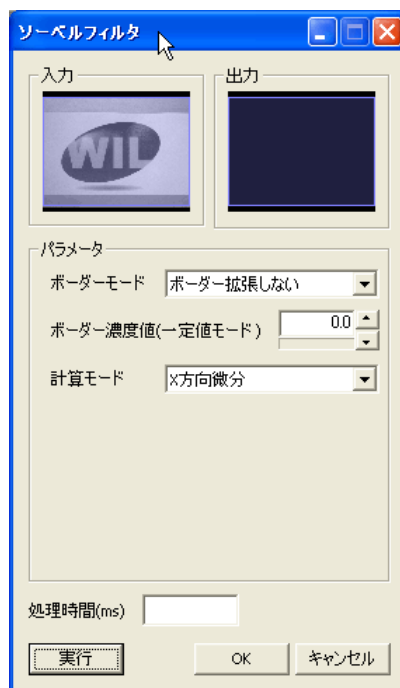 ソーベルフィルタ
入力
出力
WIL
パラメータ
ボーダーモード ボーダー拡張しない
ボーダー濃度値(一定値モード) 0.0
計算モード X方向微分
処理時間(ms)
実行 OK キャンセル